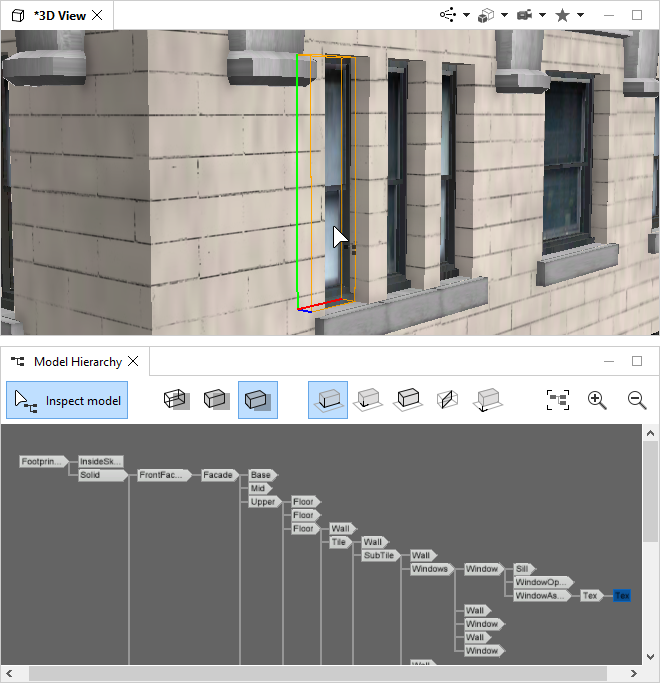 *3D View
Model Hierarchy
Inspect model
Footprin...
InsideSk...
Solid
FrontFac...
Facade
Base
Mid
Upper
Floor
Floor
Floor
Wall
Tile
Wall
SubTile
Wall
Windows
Window
Sill
WindowOp...
WindowAs...
Tex
Tex
Wall
Window
Wall
Window
Wall